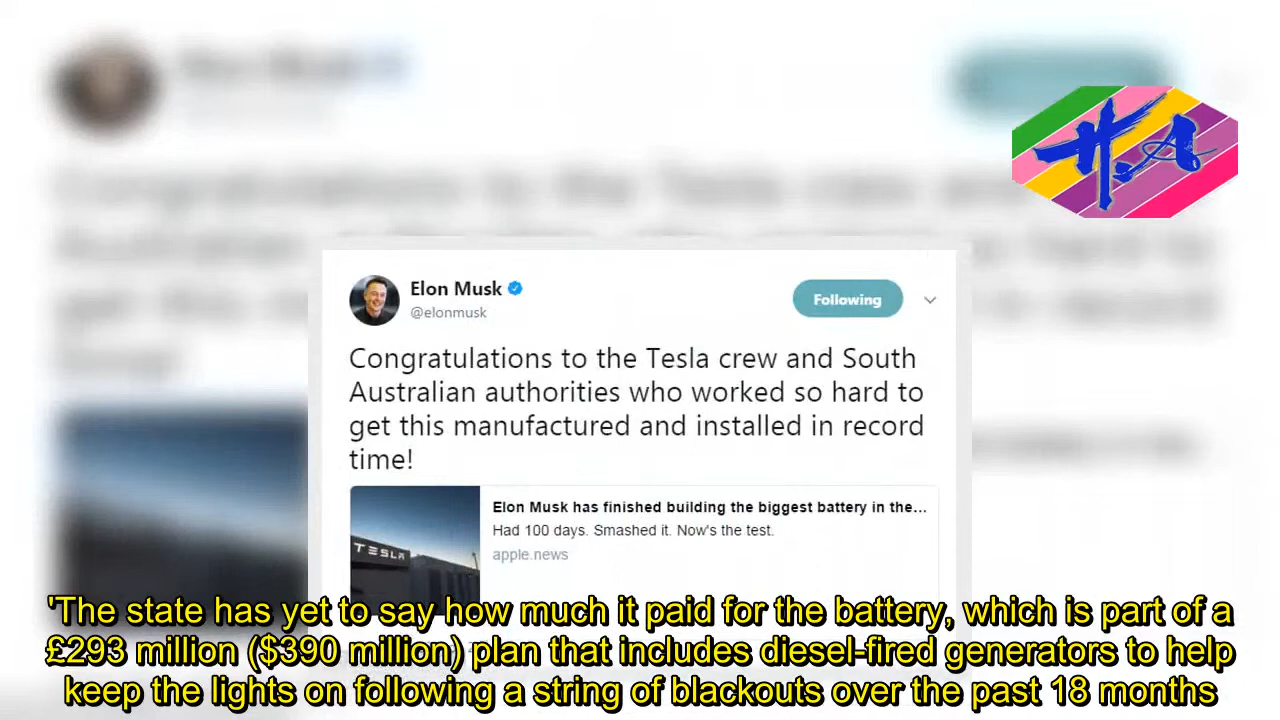 H.A
Elon Musk
@elonmusk
Following
Congratulations to the Tesla crew and South
Australian authorities who worked so hard to
get this manufactured and installed in record
time!
Elon Musk has finished building the biggest battery in the...
Had 100 days. Smashed it. Now's the test.
apple.news
TESLA
'The state has yet to say how much it paid for the battery, which is part of a
£293 million ($390 million) plan that includes diesel-fired generators to help
keep the lights on following a string of blackouts over the past 18 months